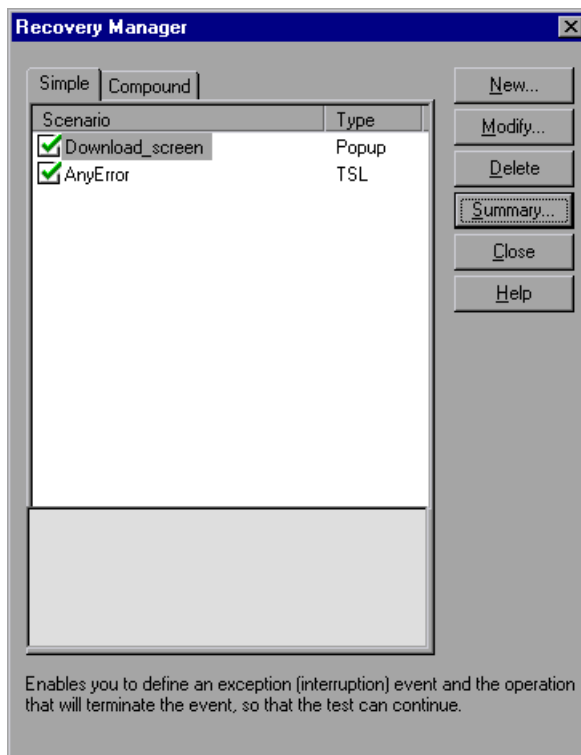 Recovery Manager
Simple Compound
Scenario Type
Download_screen Popup
AnyError TSL
New...
Modify...
Delete
Summary...
Close
Help
Enables you to define an exception (interruption) event and the operation
that will terminate the event, so that the test can continue.